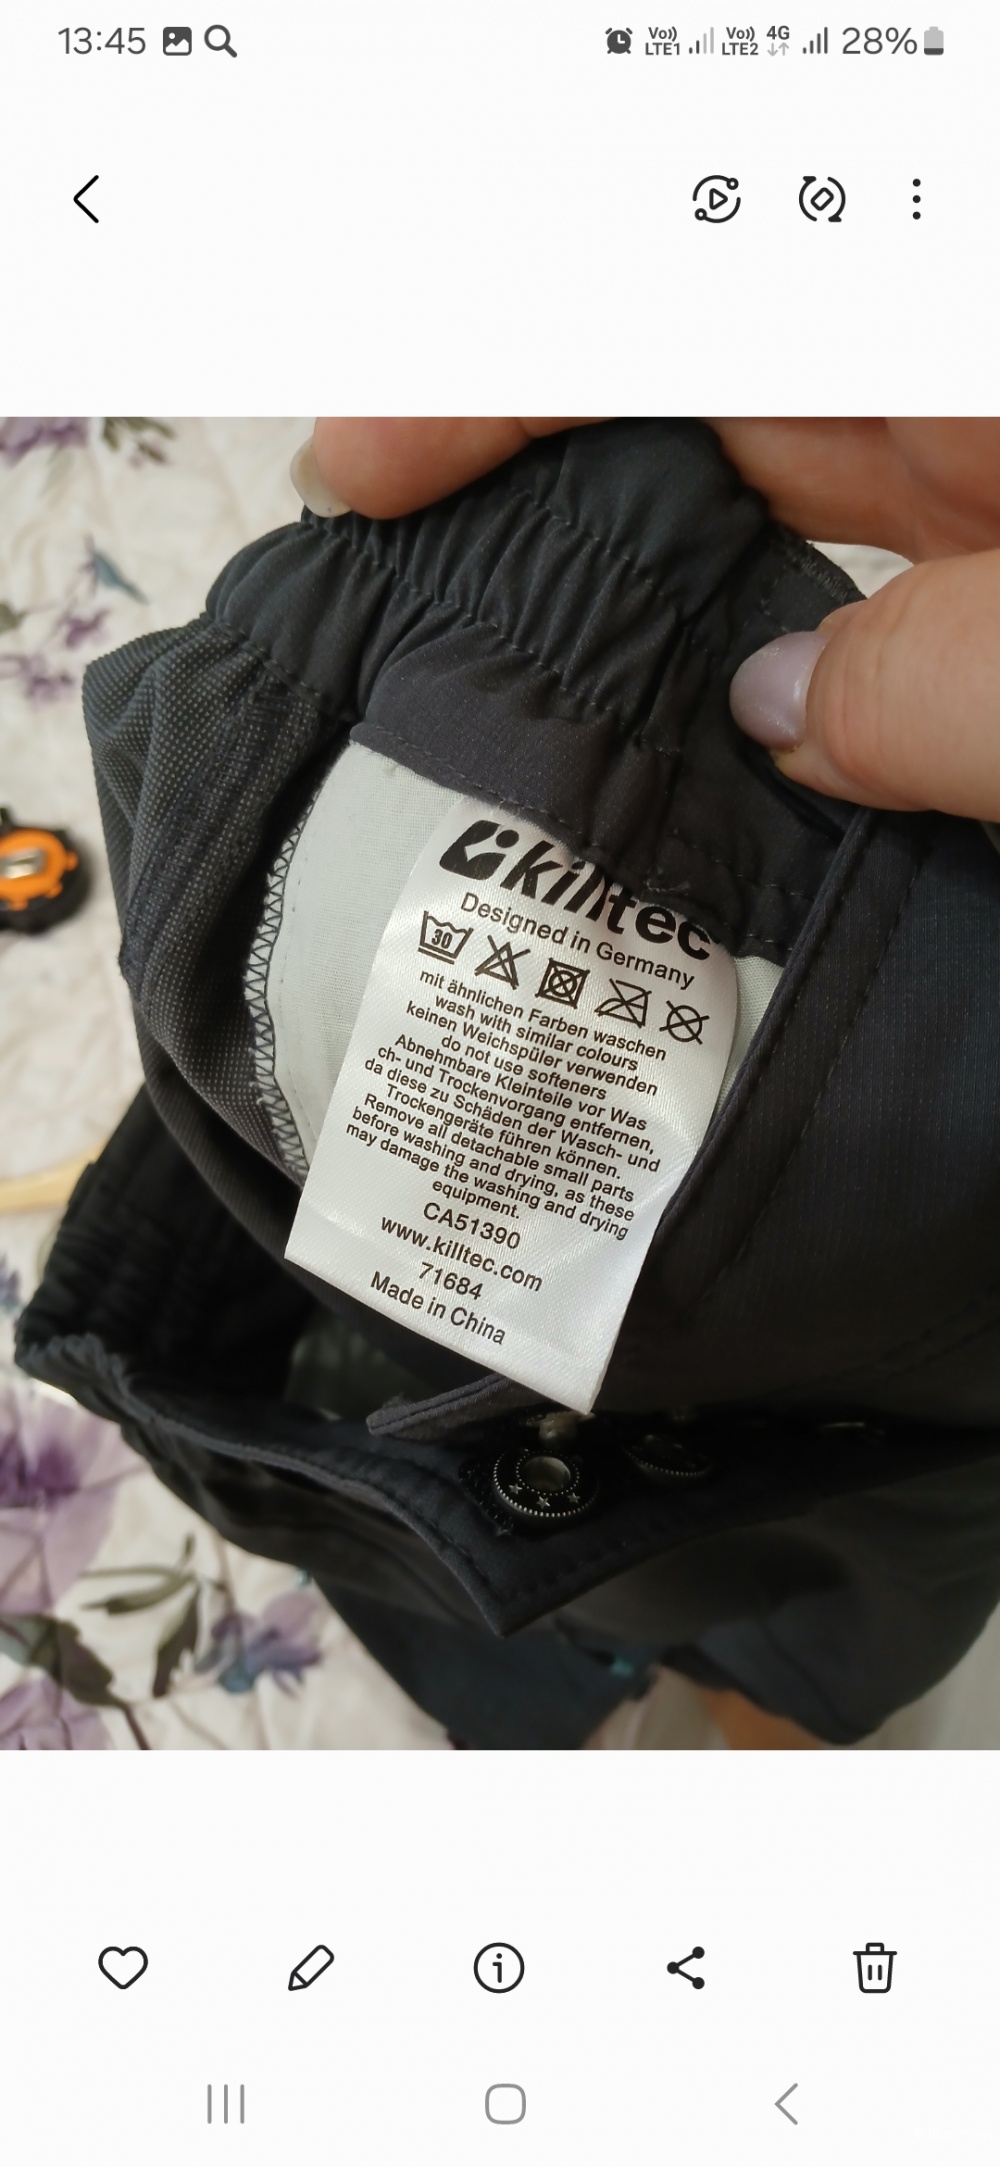 13:45
Vo)) LTE1 Vo)) LTE2 4G 28%
killtec
Designed in Germany
30
mit ähnlichen Farben waschen
wash with similar colours
keinen Weichspüler verwenden
do not use softeners
Abnehmbare Kleinteile vor Was
ch- und Trockenvorgang entfernen,
da diese zu Schäden der Wasch- und
Trockengeräte führen können.
Remove all detachable small parts
before washing and drying, as these
may damage the washing and drying
equipment.
CA51390
www.killtec.com
71684
Made in China